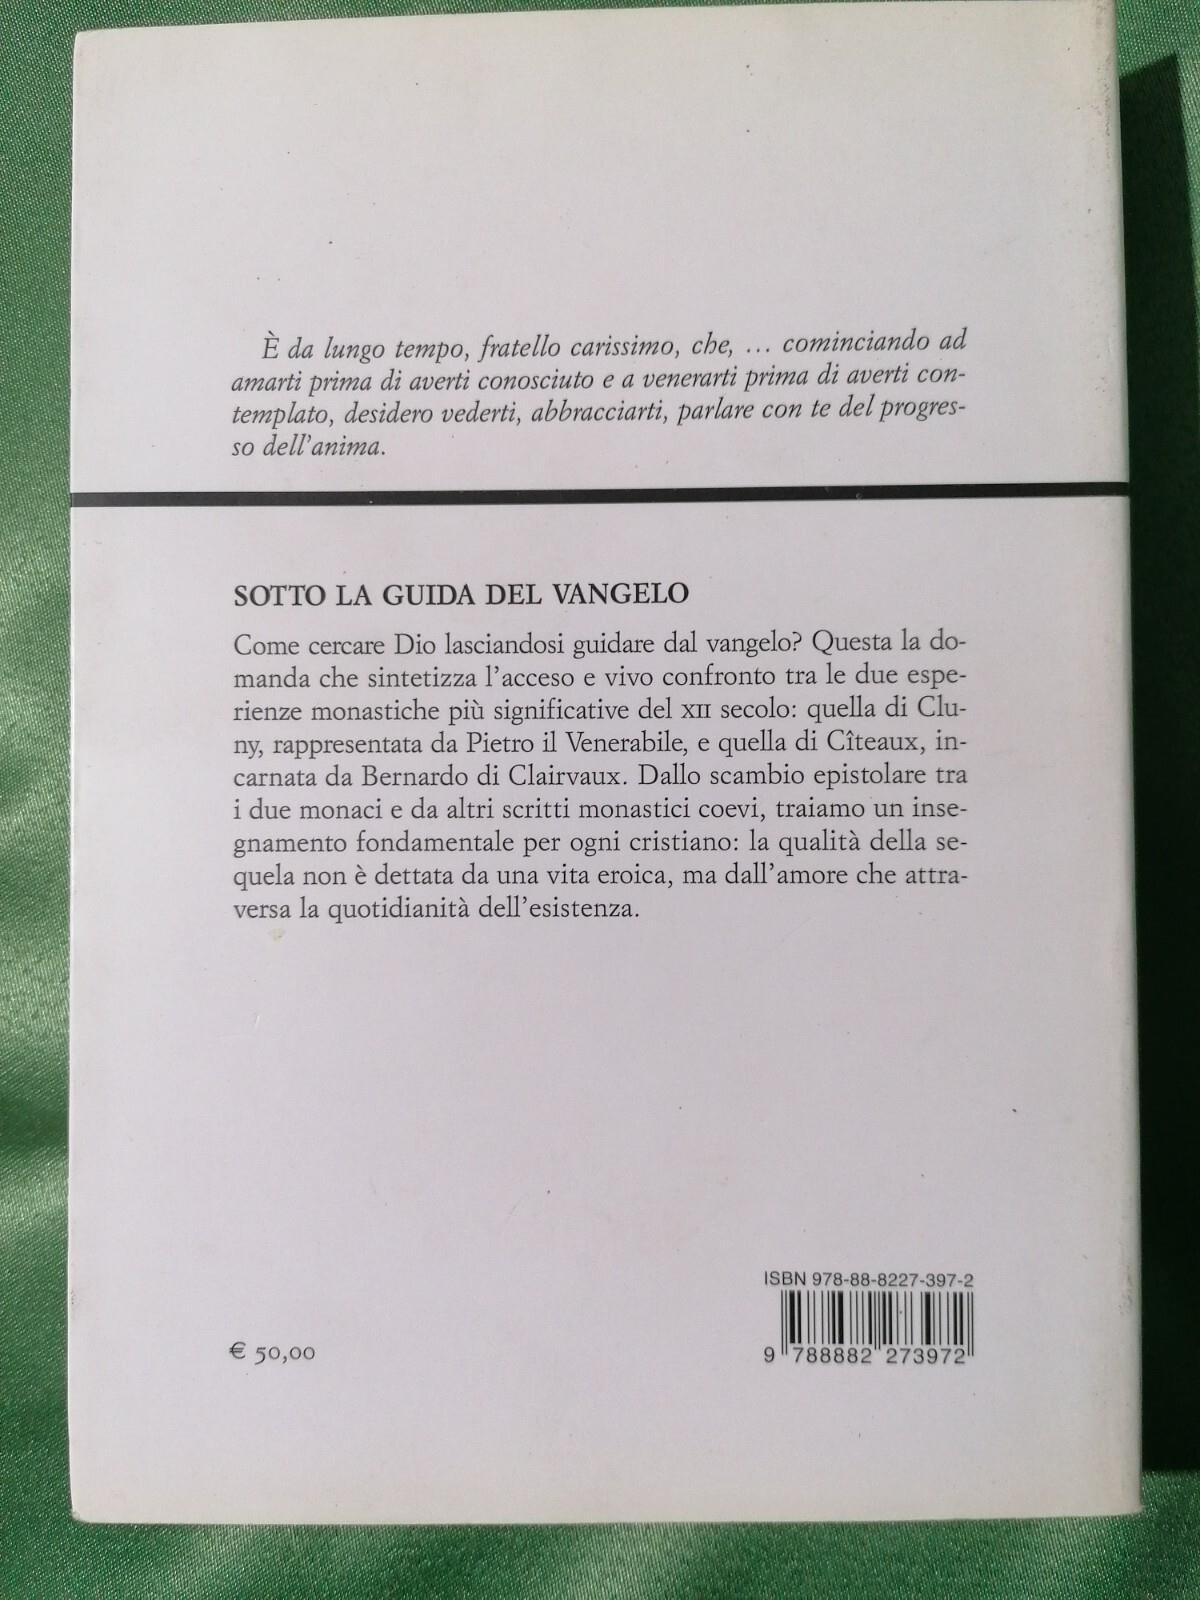 È da lungo tempo, fratello carissimo, che, ... cominciando ad
amarti prima di averti conosciuto e a venerarti prima di averti con-
templato, desidero vederti, abbracciarti, parlare con te del progres-
so dell'anima.
SOTTO LA GUIDA DEL VANGELO
Come cercare Dio lasciandosi guidare dal vangelo? Questa la do-
manda che sintetizza l'acceso e vivo confronto tra le due espe-
rienze monastiche più significative del XII secolo: quella di Clu-
ny, rappresentata da Pietro il Venerabile, e quella di Cîteaux, in-
carnata da Bernardo di Clairvaux. Dallo scambio epistolare tra
i due monaci e da altri scritti monastici coevi, traiamo un inse-
gnamento fondamentale per ogni cristiano: la qualità della se-
quela non è dettata da una vita eroica, ma dall'amore che attra-
versa la quotidianità dell'esistenza.
ISBN 978-88-8227-397-2
€ 50,00
9 788882 273972